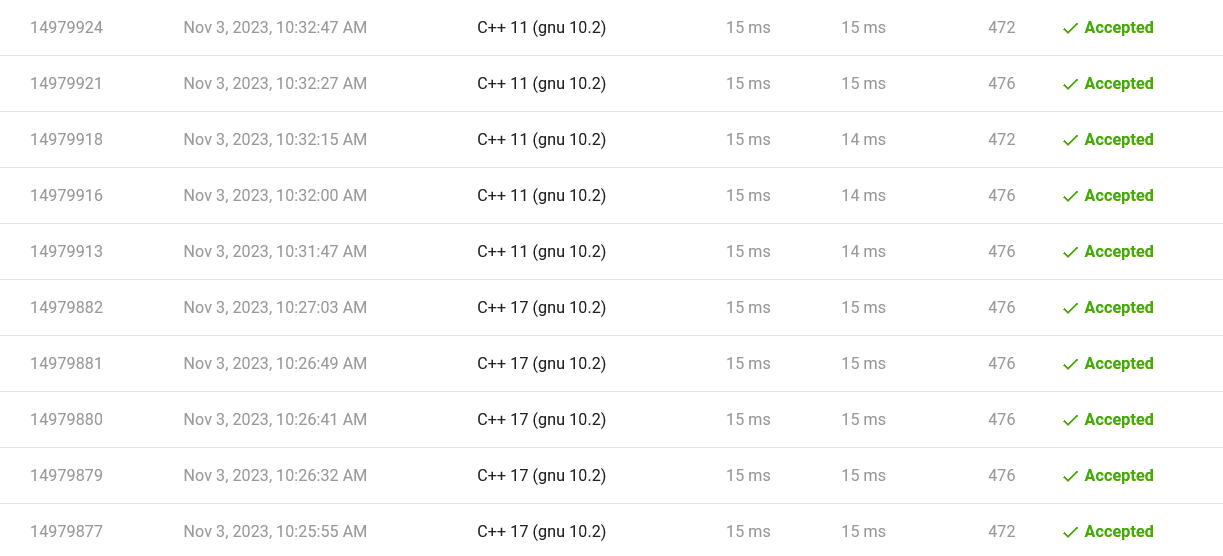 14979924 Nov 3, 2023, 10:32:47 AM C++ 11 (gnu 10.2) 15 ms 15 ms 472 Accepted
14979921 Nov 3, 2023, 10:32:27 AM C++ 11 (gnu 10.2) 15 ms 15 ms 476 Accepted
14979918 Nov 3, 2023, 10:32:15 AM C++ 11 (gnu 10.2) 15 ms 14 ms 472 Accepted
14979916 Nov 3, 2023, 10:32:00 AM C++ 11 (gnu 10.2) 15 ms 14 ms 476 Accepted
14979913 Nov 3, 2023, 10:31:47 AM C++ 11 (gnu 10.2) 15 ms 14 ms 476 Accepted
14979882 Nov 3, 2023, 10:27:03 AM C++ 17 (gnu 10.2) 15 ms 15 ms 476 Accepted
14979881 Nov 3, 2023, 10:26:49 AM C++ 17 (gnu 10.2) 15 ms 15 ms 476 Accepted
14979880 Nov 3, 2023, 10:26:41 AM C++ 17 (gnu 10.2) 15 ms 15 ms 476 Accepted
14979879 Nov 3, 2023, 10:26:32 AM C++ 17 (gnu 10.2) 15 ms 15 ms 476 Accepted
14979877 Nov 3, 2023, 10:25:55 AM C++ 17 (gnu 10.2) 15 ms 15 ms 472 Accepted